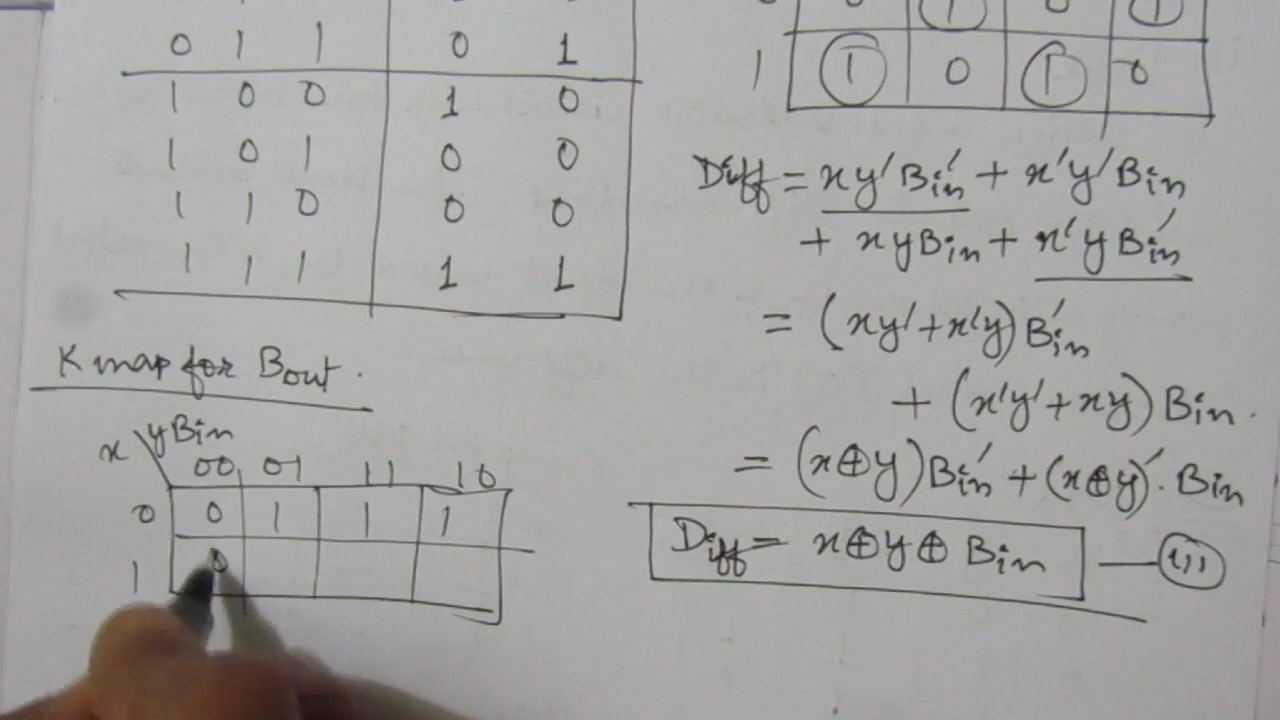 0 1 1 0 1
1 0 0 1 0
1 0 1 0 0
1 1 0 0 0
1 1 1 1 1
K map for Bout.
x \ yBin
00 01 11 10
0 0 1 1 1
1 0
1 1 0 1 0
Diff = xy'Bin' + x'y'Bin
+ xyBin + x'yBin'
= (xy'+x'y)Bin'
+ (x'y'+xy)Bin.
= (x⊕y)Bin' + (x⊕y)'.Bin
Diff = x⊕y⊕Bin — (iii)